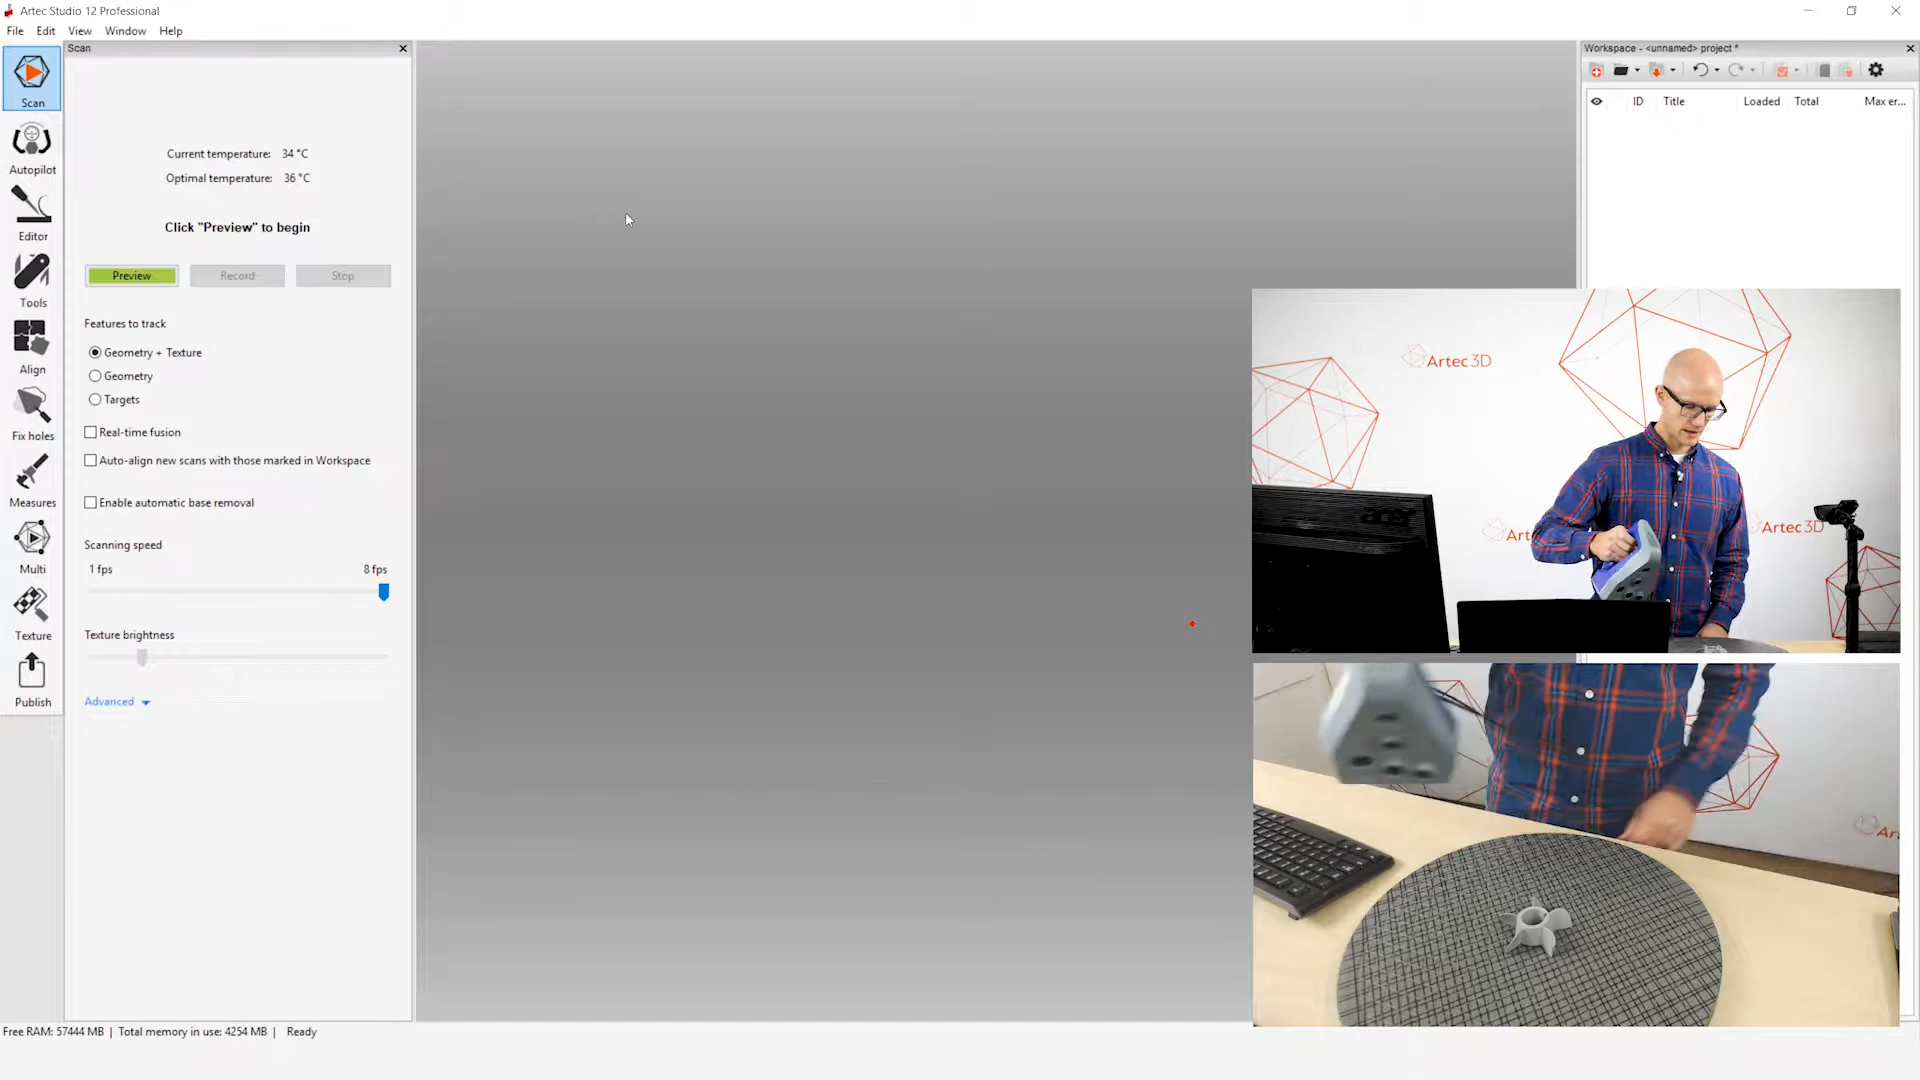 Artec Studio 12 Professional
File Edit View Window Help
Scan
Workspace - <unnamed> project *
Scan
Autopilot
Editor
Tools
Align
Fix holes
Measures
Multi
Texture
Publish
Current temperature: 34 °C
Optimal temperature: 36 °C
Click "Preview" to begin
Preview Record Stop
Features to track
Geometry + Texture
Geometry
Targets
Real-time fusion
Auto-align new scans with those marked in Workspace
Enable automatic base removal
Scanning speed
1 fps 8 fps
Texture brightness
Advanced
ID Title Loaded Total Max er...
Artec 3D
acer
Art
Artec 3D
Ar
Free RAM: 57444 MB | Total memory in use: 4254 MB | Ready